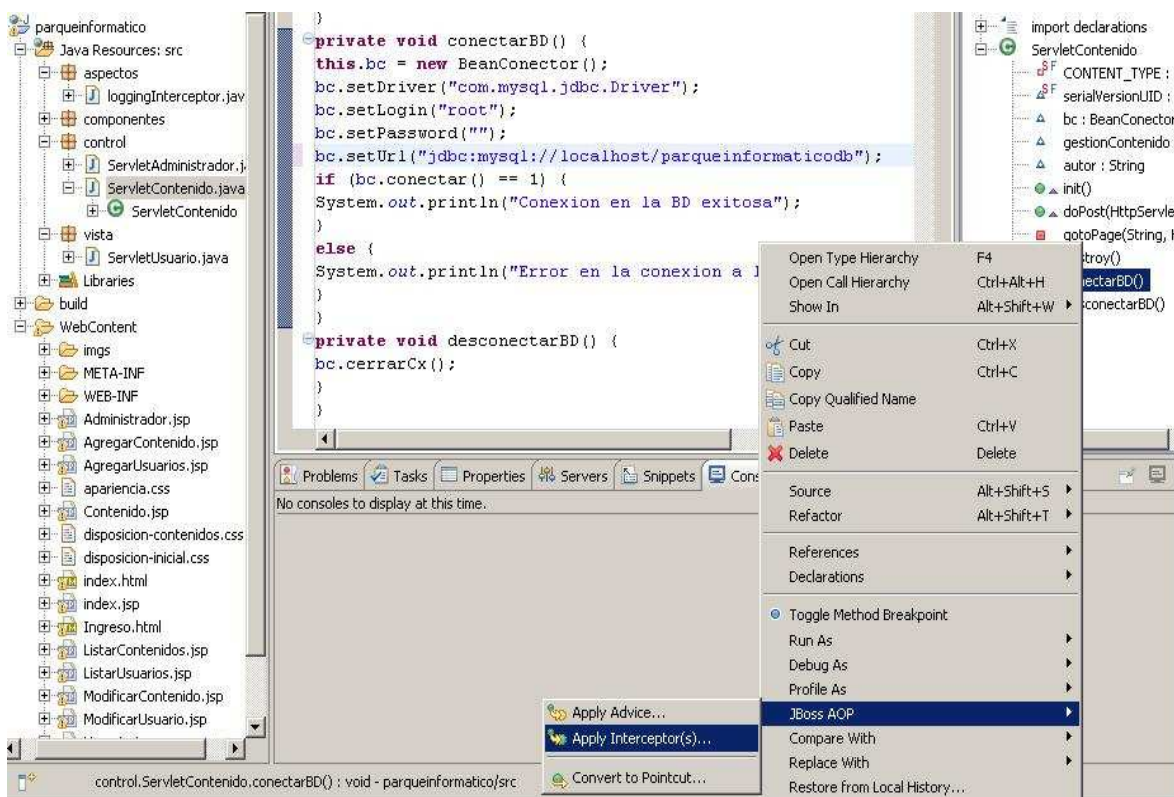 parqueinformatico
Java Resources: src
aspectos
loggingInterceptor.jav
componentes
control
ServletAdministrador.j
ServletContenido.java
ServletContenido
vista
ServletUsuario.java
Libraries
build
WebContent
imgs
META-INF
WEB-INF
Administrador.jsp
AgregarContenido.jsp
AgregarUsuarios.jsp
apariencia.css
Contenido.jsp
disposicion-contenidos.css
disposicion-inicial.css
index.html
index.jsp
Ingreso.html
ListarContenidos.jsp
ListarUsuarios.jsp
ModificarContenido.jsp
ModificarUsuario.jsp
}
private void conectarBD() {
this.bc = new BeanConector();
bc.setDriver("com.mysql.jdbc.Driver");
bc.setLogin("root");
bc.setPassword("");
bc.setUrl("jdbc:mysql://localhost/parqueinformaticodb");
if (bc.conectar() == 1) {
System.out.println("Conexion en la BD exitosa");
}
else {
System.out.println("Error en la conexion a
}
}
private void desconectarBD() {
bc.cerrarCx();
}
}
import declarations
ServletContenido
CONTENT_TYPE :
serialVersionUID :
bc : BeanConector
gestionContenido
autor : String
init()
doPost(HttpServle
gotoPage(String, H
stroy()
nectarBD()
sconectarBD()
Problems Tasks Properties Servers Snippets Cons
No consoles to display at this time.
Open Type Hierarchy F4
Open Call Hierarchy Ctrl+Alt+H
Show In Alt+Shift+W
Cut Ctrl+X
Copy Ctrl+C
Copy Qualified Name
Paste Ctrl+V
Delete Delete
Source Alt+Shift+S
Refactor Alt+Shift+T
References
Declarations
Toggle Method Breakpoint
Run As
Debug As
Profile As
JBoss AOP
Compare With
Replace With
Restore from Local History...
Apply Advice...
Apply Interceptor(s)...
Convert to Pointcut...
control.ServletContenido.conectarBD() : void - parqueinformatico/src